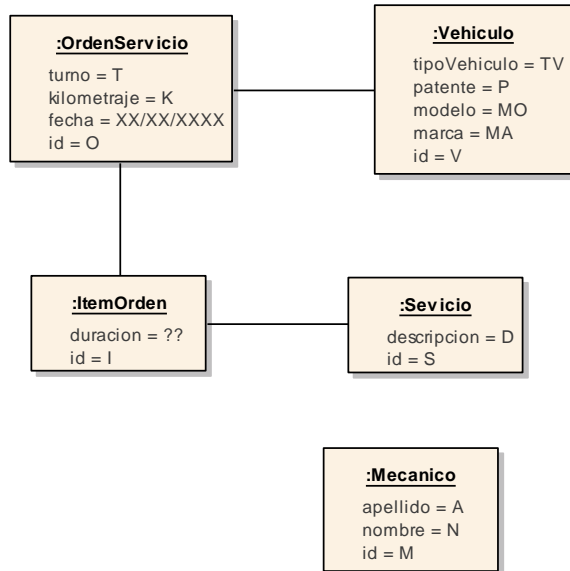 :OrdenServicio
turno = T
kilometraje = K
fecha = XX/XX/XXXX
id = O
:Vehiculo
tipoVehiculo = TV
patente = P
modelo = MO
marca = MA
id = V
:ItemOrden
duracion = ??
id = I
:Sevicio
descripcion = D
id = S
:Mecanico
apellido = A
nombre = N
id = M